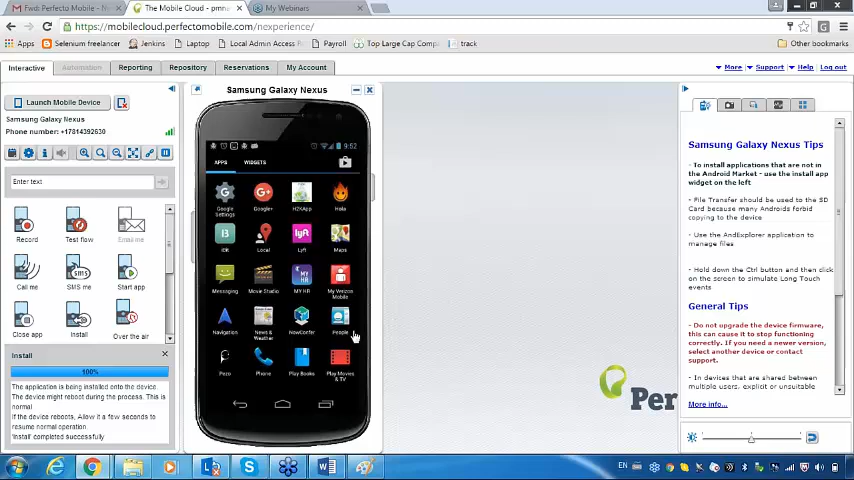 Fwd: Perfecto Mobile - N
The Mobile Cloud - pmn
My Webinars
https://mobilecloud.perfectomobile.com/nexperience/
Apps
Selenium freelancer
Jenkins
Laptop
Local Admin Access
Payroll
Top Large Cap Comp
track
Other bookmarks
Interactive
Automation
Reporting
Repository
Reservations
My Account
More
Support
Help
Log out
Launch Mobile Device
Samsung Galaxy Nexus
Phone number: +17814392630
Enter text
Record
Test flow
Email me
Call me
SMS me
Start app
Close app
Install
Over the air
Install
100%
The application is being installed onto the device.
The device might reboot during the process. This is
normal
If the device reboots, Allow it a few seconds to
resume normal operation
'Install' completed successfully
Samsung Galaxy Nexus
9:52
APPS
WIDGETS
Google
Settings
Google+
H2KApp
Hola
Local
Lyft
Maps
Messaging
Movie Studio
MY HR
My Verizon
Mobile
Navigation
News &
Weather
People
Phone
Play Books
Play Movies
& TV
Per
Samsung Galaxy Nexus Tips
- To install applications that are not in
the Android Market - use the install app
widget on the left
- File Transfer should be used to the SD
Card because many Androids forbid
copying to the device
- Use the AndExplorer application to
manage files
- Hold down the Ctrl button and then click
on the screen to simulate Long Touch
events
General Tips
- Do not upgrade the device firmware,
this can cause it to stop functioning
correctly. If you need a newer version,
select another device or contact
support.
- In devices that are shared between
multiple users, explicit or unsuitable
More info...
EN